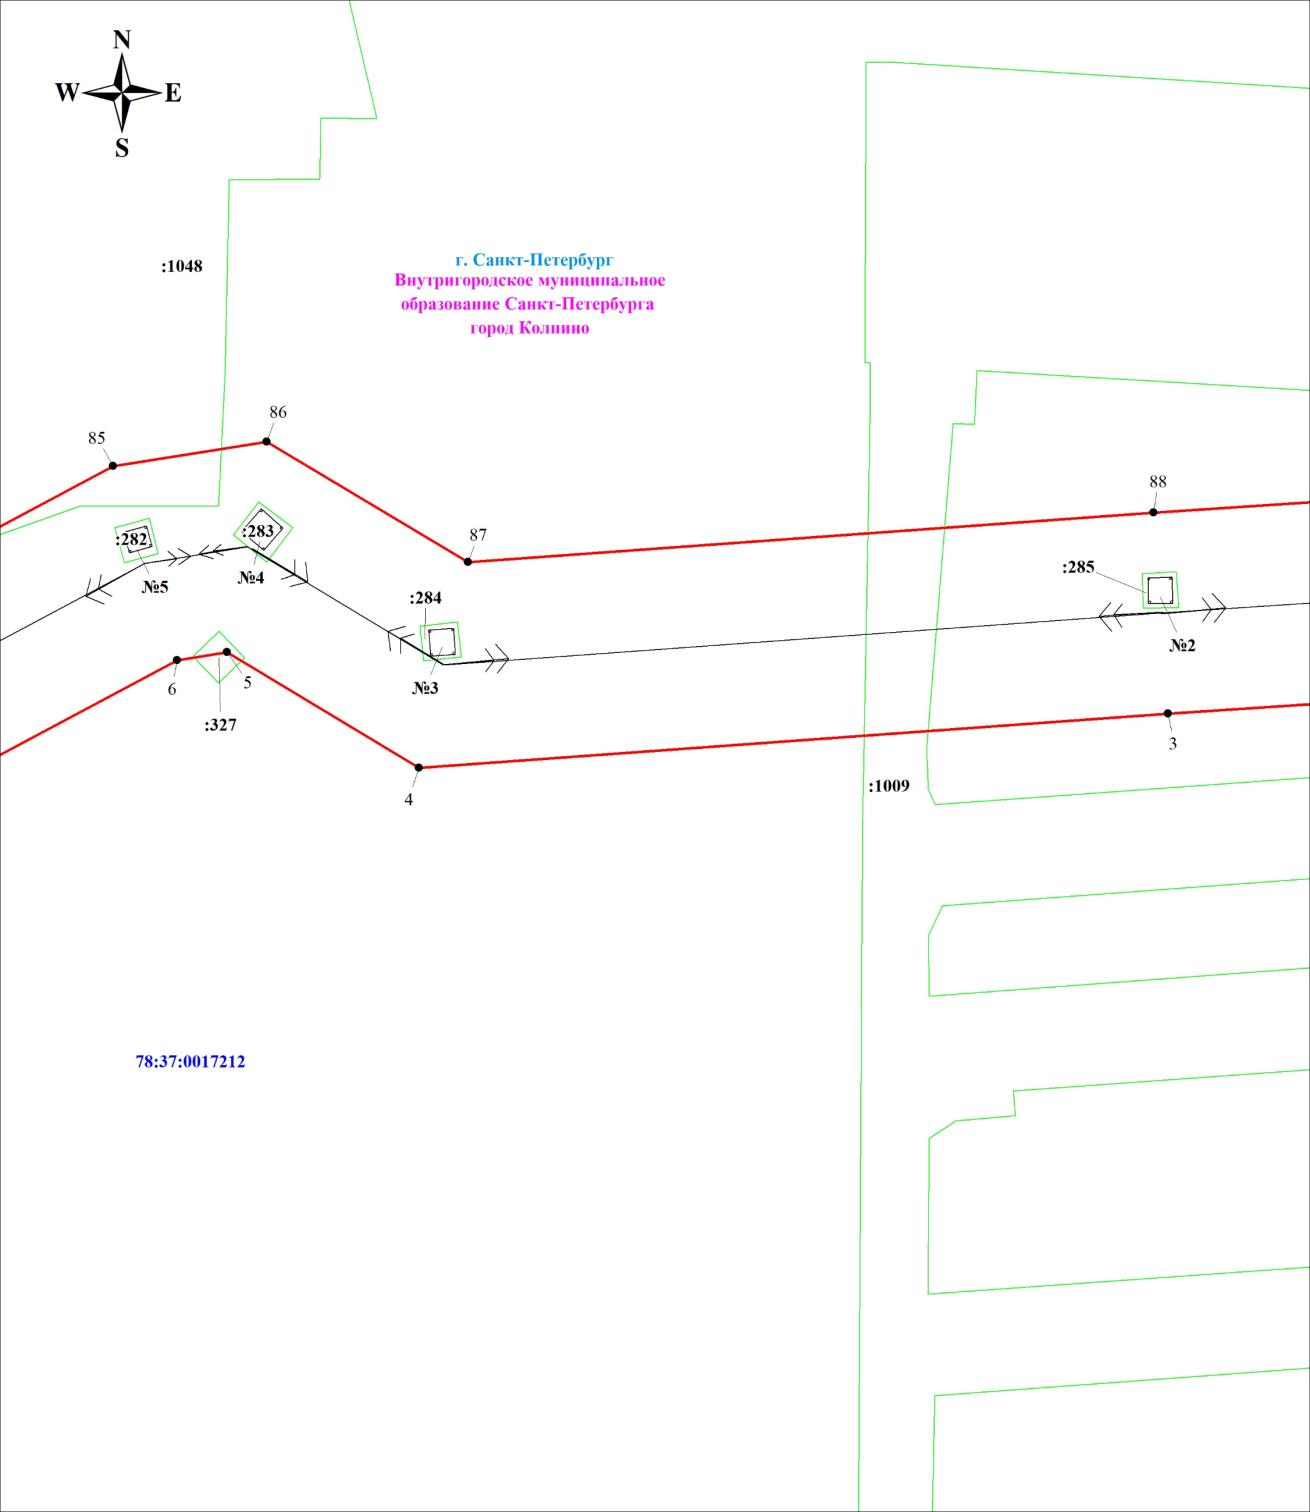 N
W E
S
:1048
г. Санкт-Петербург
Внутригородское муниципальное
образование Санкт-Петербурга
город Колпино
86
85
88
87
:283
:282
:285
№4
№5
:284
№2
5
6
№3
:327
3
4
:1009
78:37:0017212